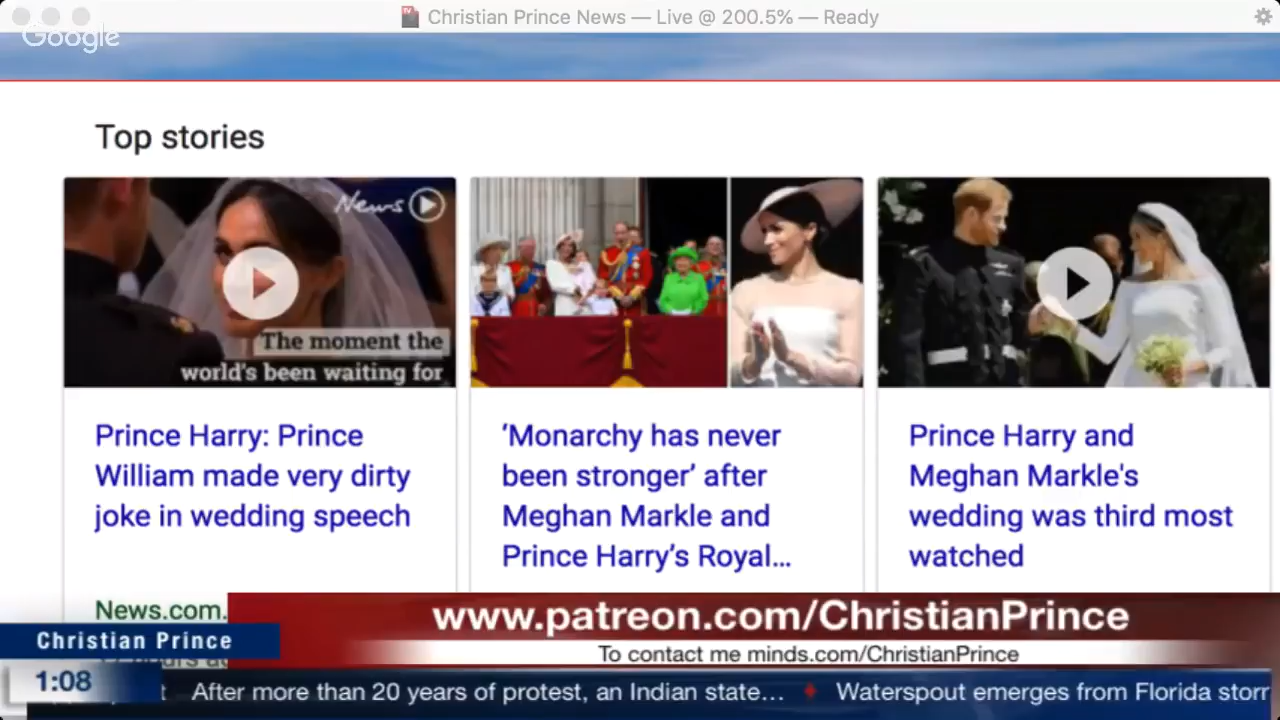 Christian Prince News — Live @ 200.5% — Ready
Google
Top stories
News
The moment the
world's been waiting for
Prince Harry: Prince
William made very dirty
joke in wedding speech
‘Monarchy has never
been stronger’ after
Meghan Markle and
Prince Harry’s Royal...
Prince Harry and
Meghan Markle's
wedding was third most
watched
News.com.
www.patreon.com/ChristianPrince
To contact me minds.com/ChristianPrince
Christian Prince
1:08
After more than 20 years of protest, an Indian state... Waterspout emerges from Florida storr